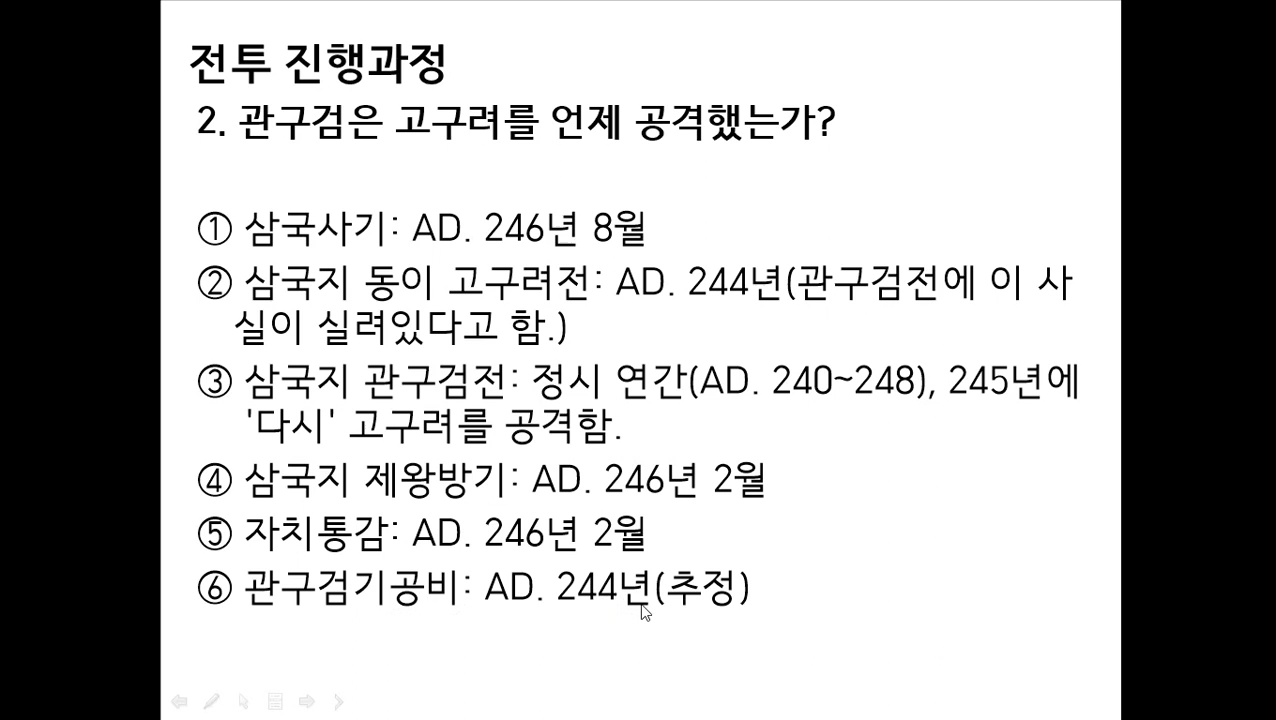 전투 진행과정
2. 관구검은 고구려를 언제 공격했는가?
① 삼국사기: AD. 246년 8월
② 삼국지 동이 고구려전: AD. 244년(관구검전에 이 사
실이 실려있다고 함.)
③ 삼국지 관구검전: 정시 연간(AD. 240~248), 245년에
'다시' 고구려를 공격함.
④ 삼국지 제왕방기: AD. 246년 2월
⑤ 자치통감: AD. 246년 2월
⑥ 관구검기공비: AD. 244년(추정)